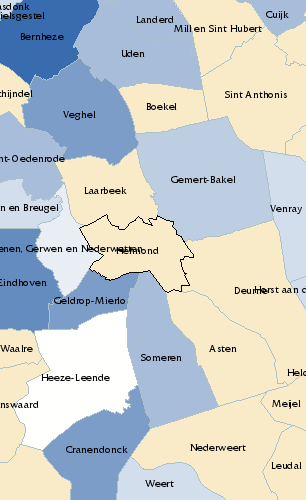 asdonk
ielsgestel
Bernheze
Landerd
Cuijk
Mill en Sint Hubert
Uden
chijndel
Boekel
Sint Anthonis
Veghel
nt-Oedenrode
Laarbeek
Gemert-Bakel
n en Breugel
Venray
enen, Gerwen en Nederwetten
Helmond
Eindhoven
Deurne
Horst aan d
Geldrop-Mierlo
Waalre
Someren
Asten
Heeze-Leende
Held
nswaard
Meijel
Cranendonck
Nederweert
Leudal
Weert